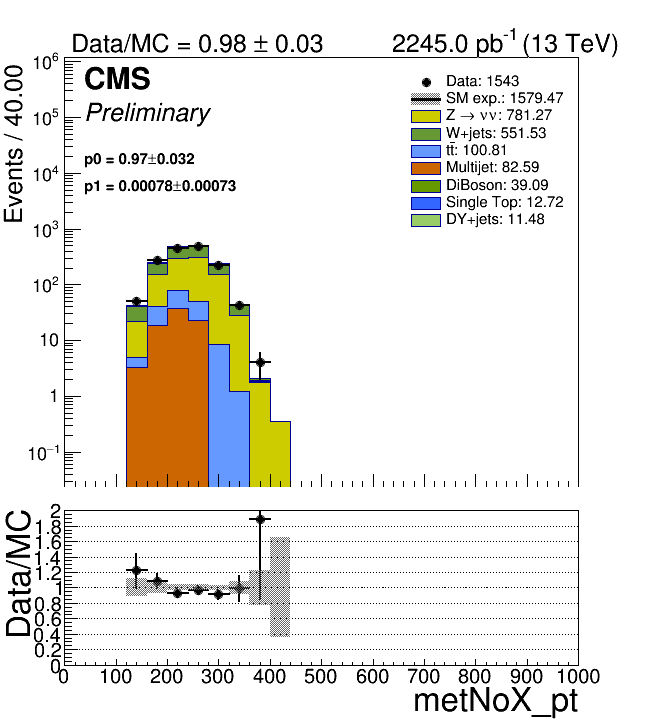 Data/MC = 0.98 ± 0.03
2245.0 pb⁻¹ (13 TeV)
Events / 40.00
10⁶
10⁵
10⁴
10³
10²
10
1
10⁻¹
CMS
Preliminary
p0 = 0.97±0.032
p1 = 0.00078±0.00073
Data: 1543
SM exp.: 1579.47
Z → νν: 781.27
W+jets: 551.53
tt̄: 100.81
Multijet: 82.59
DiBoson: 39.09
Single Top: 12.72
DY+jets: 11.48
Data/MC
2
1.8
1.6
1.4
1.2
1
0.8
0.6
0.4
0.2
0
0 100 200 300 400 500 600 700 800 900 1000
metNoX_pt